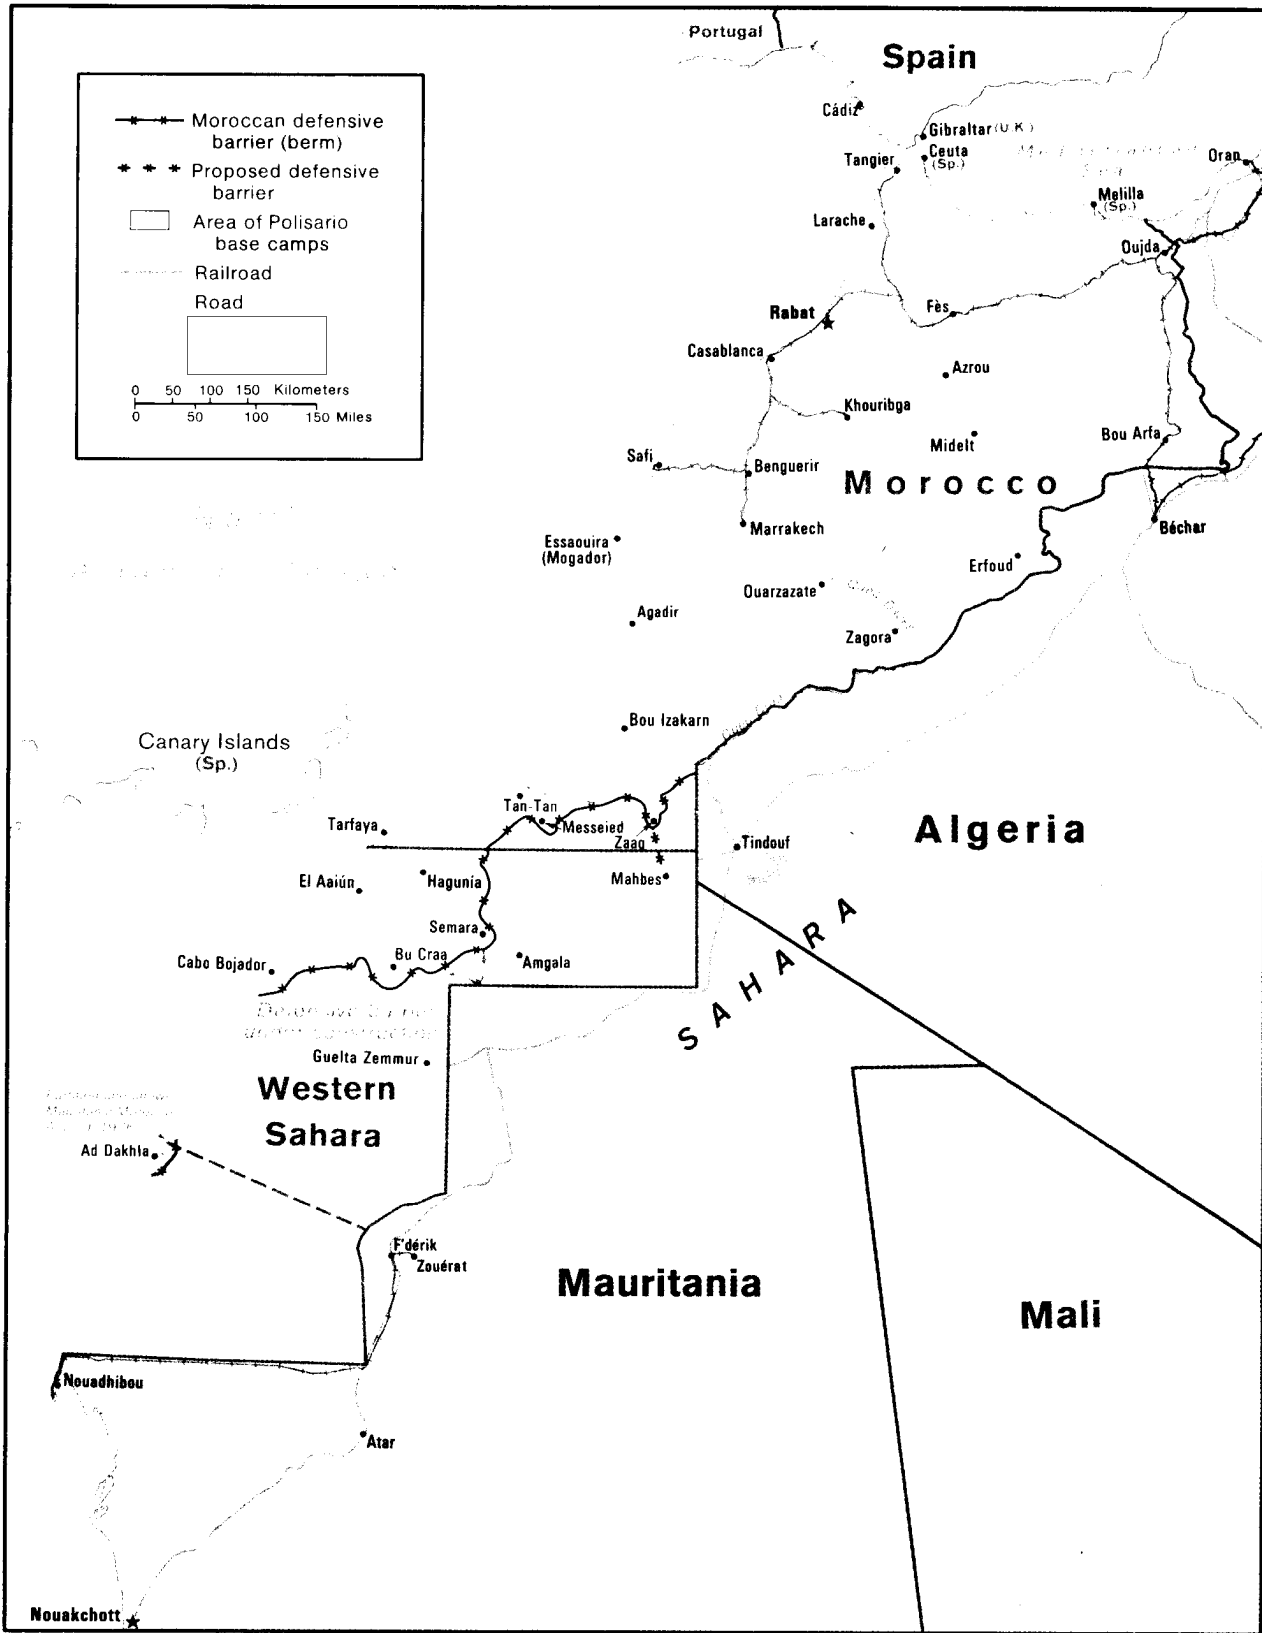 Portugal
Spain
Moroccan defensive
barrier (berm)
Proposed defensive
barrier
Area of Polisario
base camps
Railroad
Road
0 50 100 150 Kilometers
0 50 100 150 Miles
Cádiz
Gibraltar (U.K.)
Ceuta
(Sp.)
Tangier
Oran
Melilla
(Sp.)
Larache
Oujda
Rabat
Fès
Casablanca
Azrou
Khouribga
Midelt
Bou Arfa
Safi
Benguerir
Morocco
Marrakech
Béchar
Essaouira
(Mogador)
Erfoud
Ouarzazate
Agadir
Zagora
Bou Izakarn
Canary Islands
(Sp.)
Tan-Tan
Messeied
Tarfaya
Zaag
Tindouf
Algeria
El Aaiún
Hagunía
Mahbes
Semara
SAHARA
Cabo Bojador
Bu Craa
Amgala
under construction
Guelta Zemmur
Western
Sahara
Ad Dakhla
F'dérik
Zouérat
Mauritania
Mali
Nouadhibou
Atar
Nouakchott